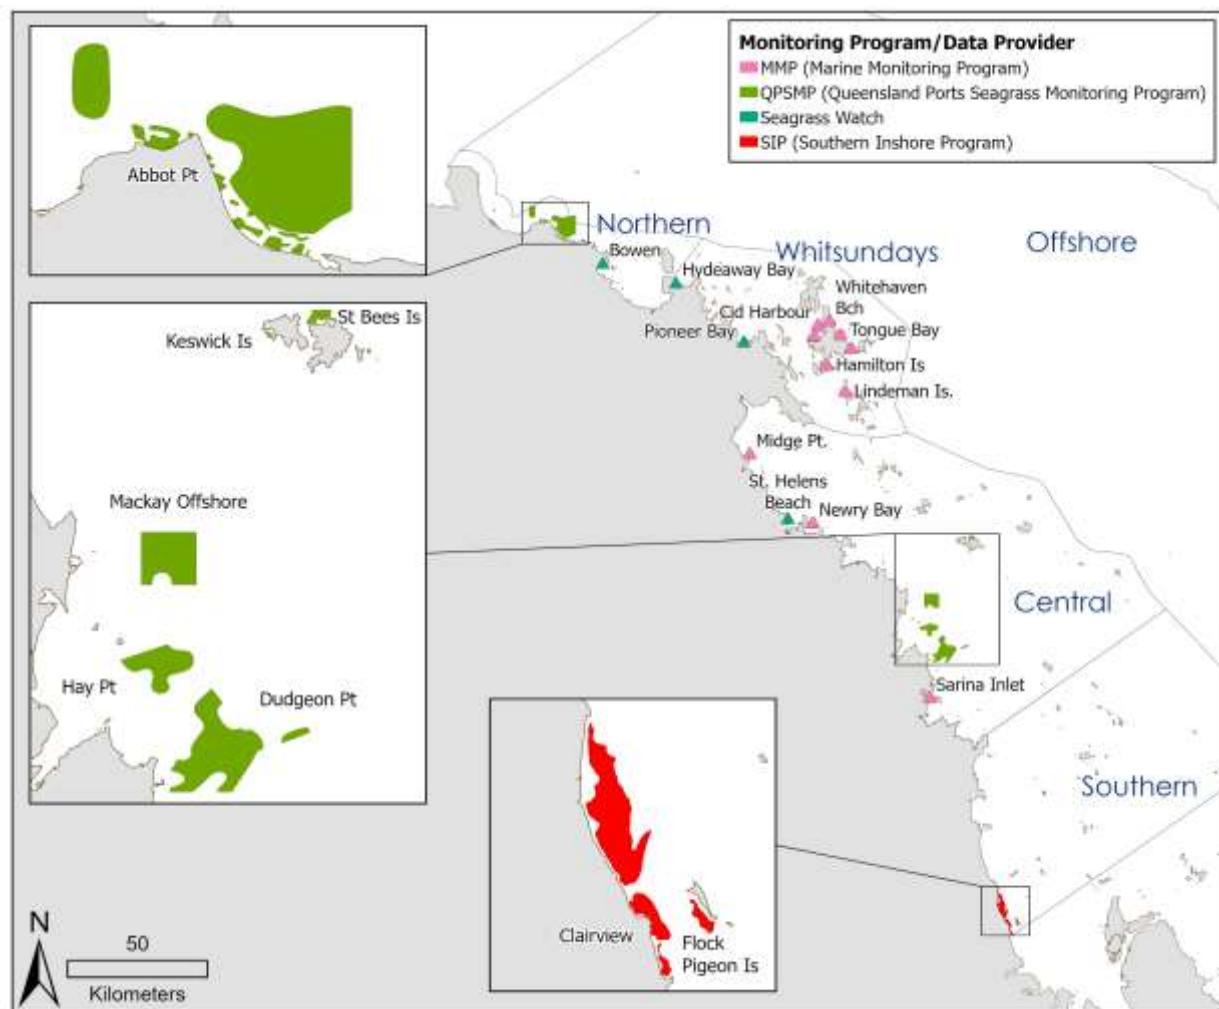 Monitoring Program/Data Provider
MMP (Marine Monitoring Program)
QPSMP (Queensland Ports Seagrass Monitoring Program)
Seagrass Watch
SIP (Southern Inshore Program)
Abbot Pt
Northern
Whitsundays
Offshore
Bowen
Hydeaway Bay
Whitehaven
Bch
Cid Harbour
Pioneer Bay
Tongue Bay
Hamilton Is
Lindeman Is.
St Bees Is
Keswick Is
Midge Pt.
St. Helens
Beach
Newry Bay
Mackay Offshore
Central
Hay Pt
Dudgeon Pt
Sarina Inlet
Southern
Clairview
Flock
Pigeon Is
N
50
Kilometers